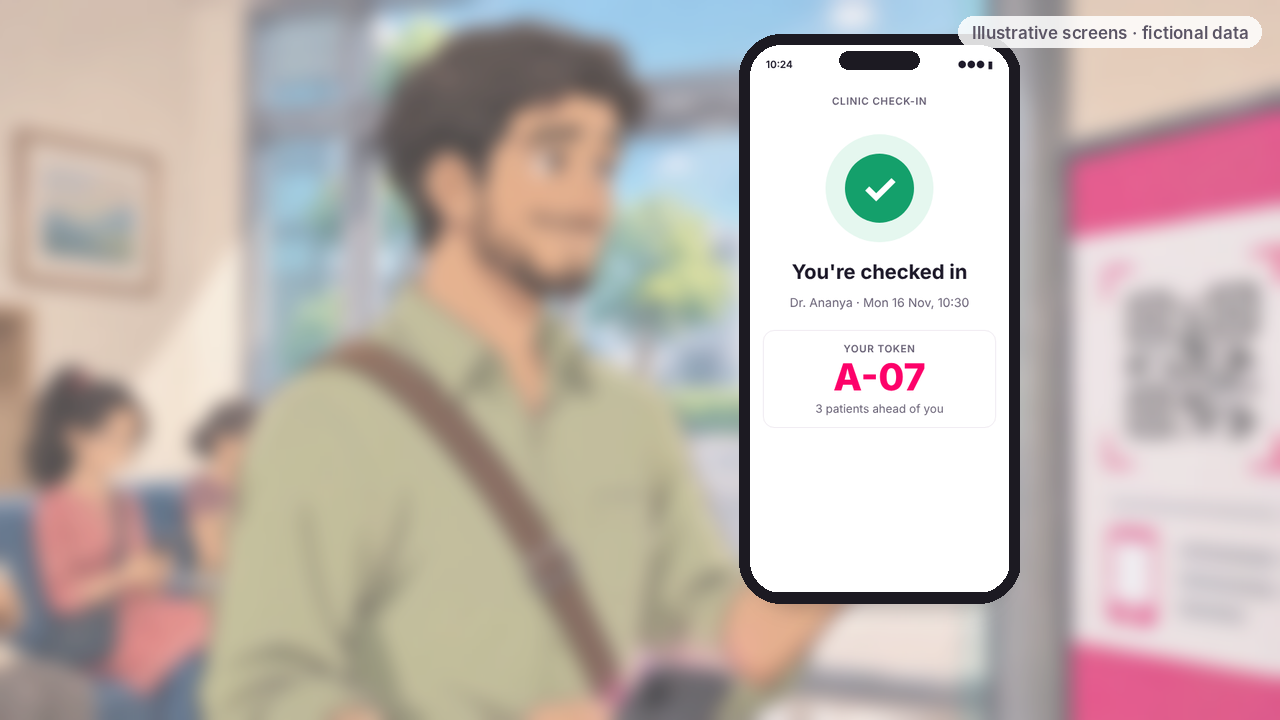 Illustrative screens · fictional data
10:24
CLINIC CHECK-IN
You're checked in
Dr. Ananya · Mon 16 Nov, 10:30
YOUR TOKEN
A-07
3 patients ahead of you